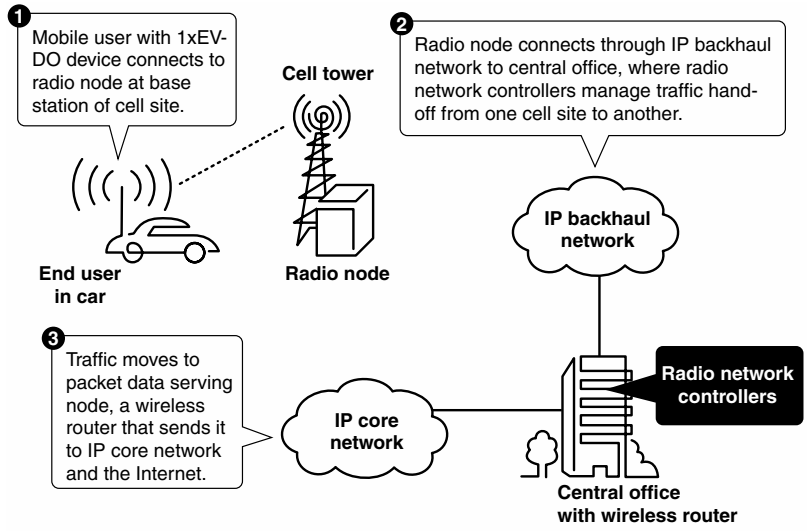 1
Mobile user with 1xEV-
DO device connects to
radio node at base
station of cell site.
Cell tower
2
Radio node connects through IP backhaul
network to central office, where radio
network controllers manage traffic hand-
off from one cell site to another.
End user
in car
Radio node
IP backhaul
network
3
Traffic moves to
packet data serving
node, a wireless
router that sends it
to IP core network
and the Internet.
IP core
network
Radio network
controllers
Central office
with wireless router